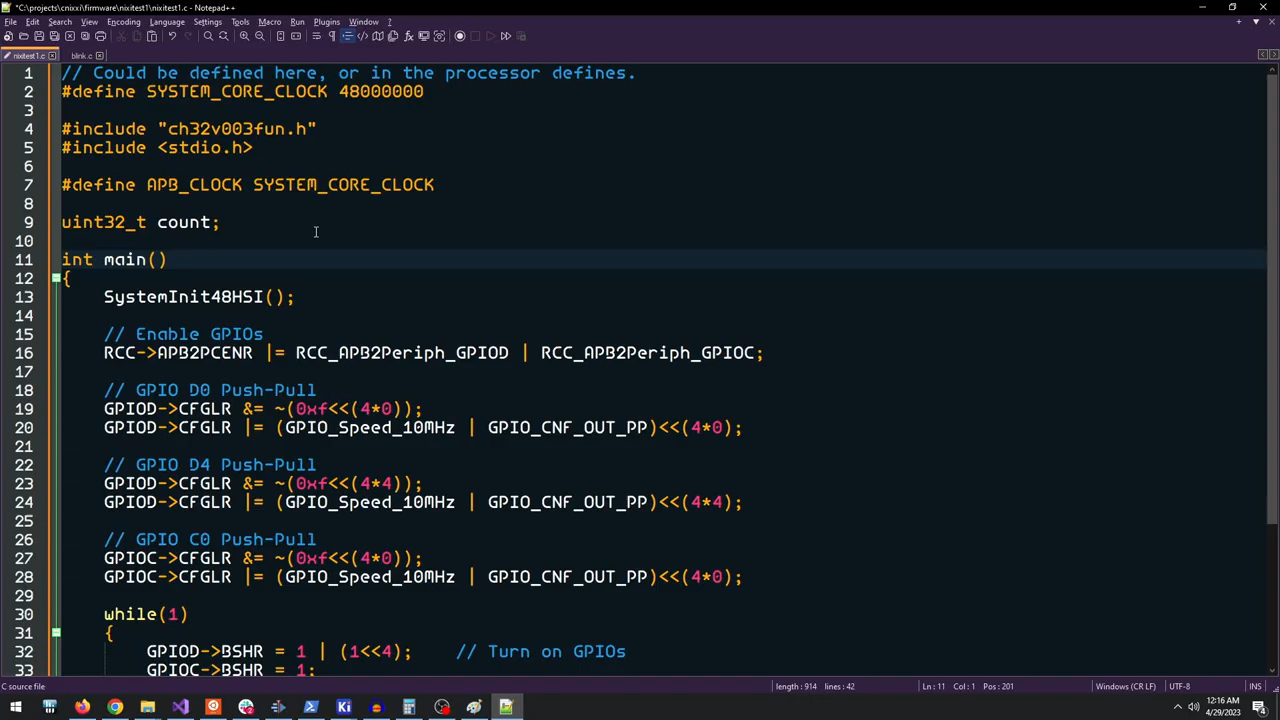 *C:\projects\cnixxi\firmware\nixitest1\nixitest1.c - Notepad++
File Edit Search View Encoding Language Settings Tools Macro Run Plugins Window ?
nixitest1.c blink.c
1 // Could be defined here, or in the processor defines.
2 #define SYSTEM_CORE_CLOCK 48000000
3
4 #include "ch32v003fun.h"
5 #include <stdio.h>
6
7 #define APB_CLOCK SYSTEM_CORE_CLOCK
8
9 uint32_t count;
10
11 int main()
12 {
13 SystemInit48HSI();
14
15 // Enable GPIOs
16 RCC->APB2PCENR |= RCC_APB2Periph_GPIOD | RCC_APB2Periph_GPIOC;
17
18 // GPIO D0 Push-Pull
19 GPIOD->CFGLR &= ~(0xf<<(4*0));
20 GPIOD->CFGLR |= (GPIO_Speed_10MHz | GPIO_CNF_OUT_PP)<<(4*0);
21
22 // GPIO D4 Push-Pull
23 GPIOD->CFGLR &= ~(0xf<<(4*4));
24 GPIOD->CFGLR |= (GPIO_Speed_10MHz | GPIO_CNF_OUT_PP)<<(4*4);
25
26 // GPIO C0 Push-Pull
27 GPIOC->CFGLR &= ~(0xf<<(4*0));
28 GPIOC->CFGLR |= (GPIO_Speed_10MHz | GPIO_CNF_OUT_PP)<<(4*0);
29
30 while(1)
31 {
32 GPIOD->BSHR = 1 | (1<<4); // Turn on GPIOs
33 GPIOC->BSHR = 1;
C source file length : 914 lines : 42 Ln : 11 Col : 1 Pos : 201 Windows (CR LF) UTF-8 INS
12:16 AM
4/29/2023
4